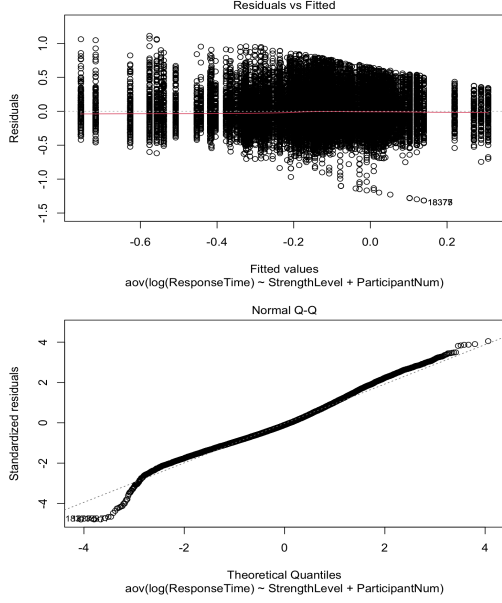 Residuals vs Fitted
1.0
0.5
0.0
-0.5
-1.0
-1.5
Residuals
-0.6
-0.4
-0.2
0.0
0.2
Fitted values
aov(log(ResponseTime) ~ StrengthLevel + ParticipantNum)
Normal Q-Q
4
2
0
-2
-4
Standardized residuals
-4
-2
0
2
4
Theoretical Quantiles
aov(log(ResponseTime) ~ StrengthLevel + ParticipantNum)